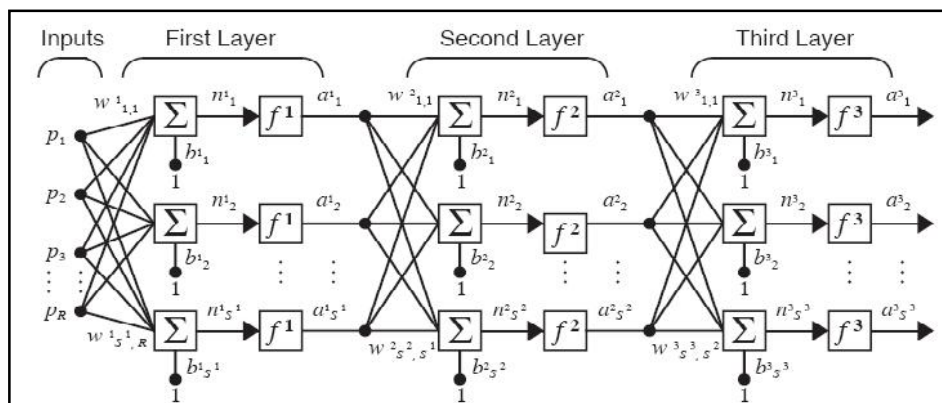 Inputs First Layer Second Layer Third Layer
w¹₁,₁ n¹₁ a¹₁ w²₁,₁ n²₁ a²₁ w³₁,₁ n³₁ a³₁
Σ f¹ Σ f² Σ f³
p₁ b¹₁ b²₁ b³₁
1 1 1
p₂ n¹₂ a¹₂ n²₂ a²₂ n³₂ a³₂
Σ f¹ Σ f² Σ f³
p₃ b¹₂ b²₂ b³₂
⋮ ⋮ 1 ⋮ ⋮ 1 ⋮ ⋮ 1 ⋮ ⋮
p_R n¹_S¹ a¹_S¹ n²_S² a²_S² n³_S³ a³_S³
Σ f¹ Σ f² Σ f³
w¹_S¹,_R w²_S²,_S¹ w³_S³,_S²
b¹_S¹ b²_S² b³_S³
1 1 1